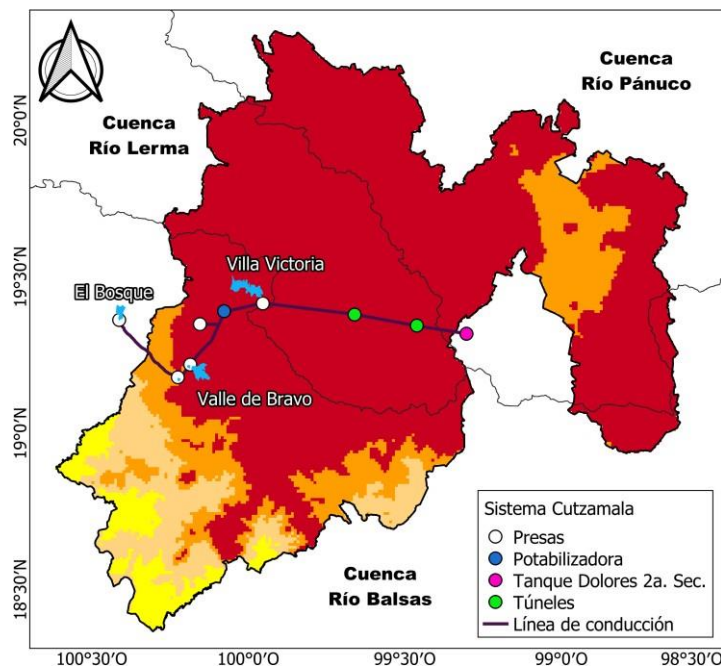 Cuenca
Río Pánuco
Cuenca
Río Lerma
Villa Victoria
El Bosque
Valle de Bravo
Cuenca
Río Balsas
Sistema Cutzamala
Presas
Potabilizadora
Tanque Dolores 2a. Sec.
Túneles
Línea de conducción
20°0'N
19°30'N
19°0'N
18°30'N
100°30'O
100°0'O
99°30'O
99°0'O
98°30'O